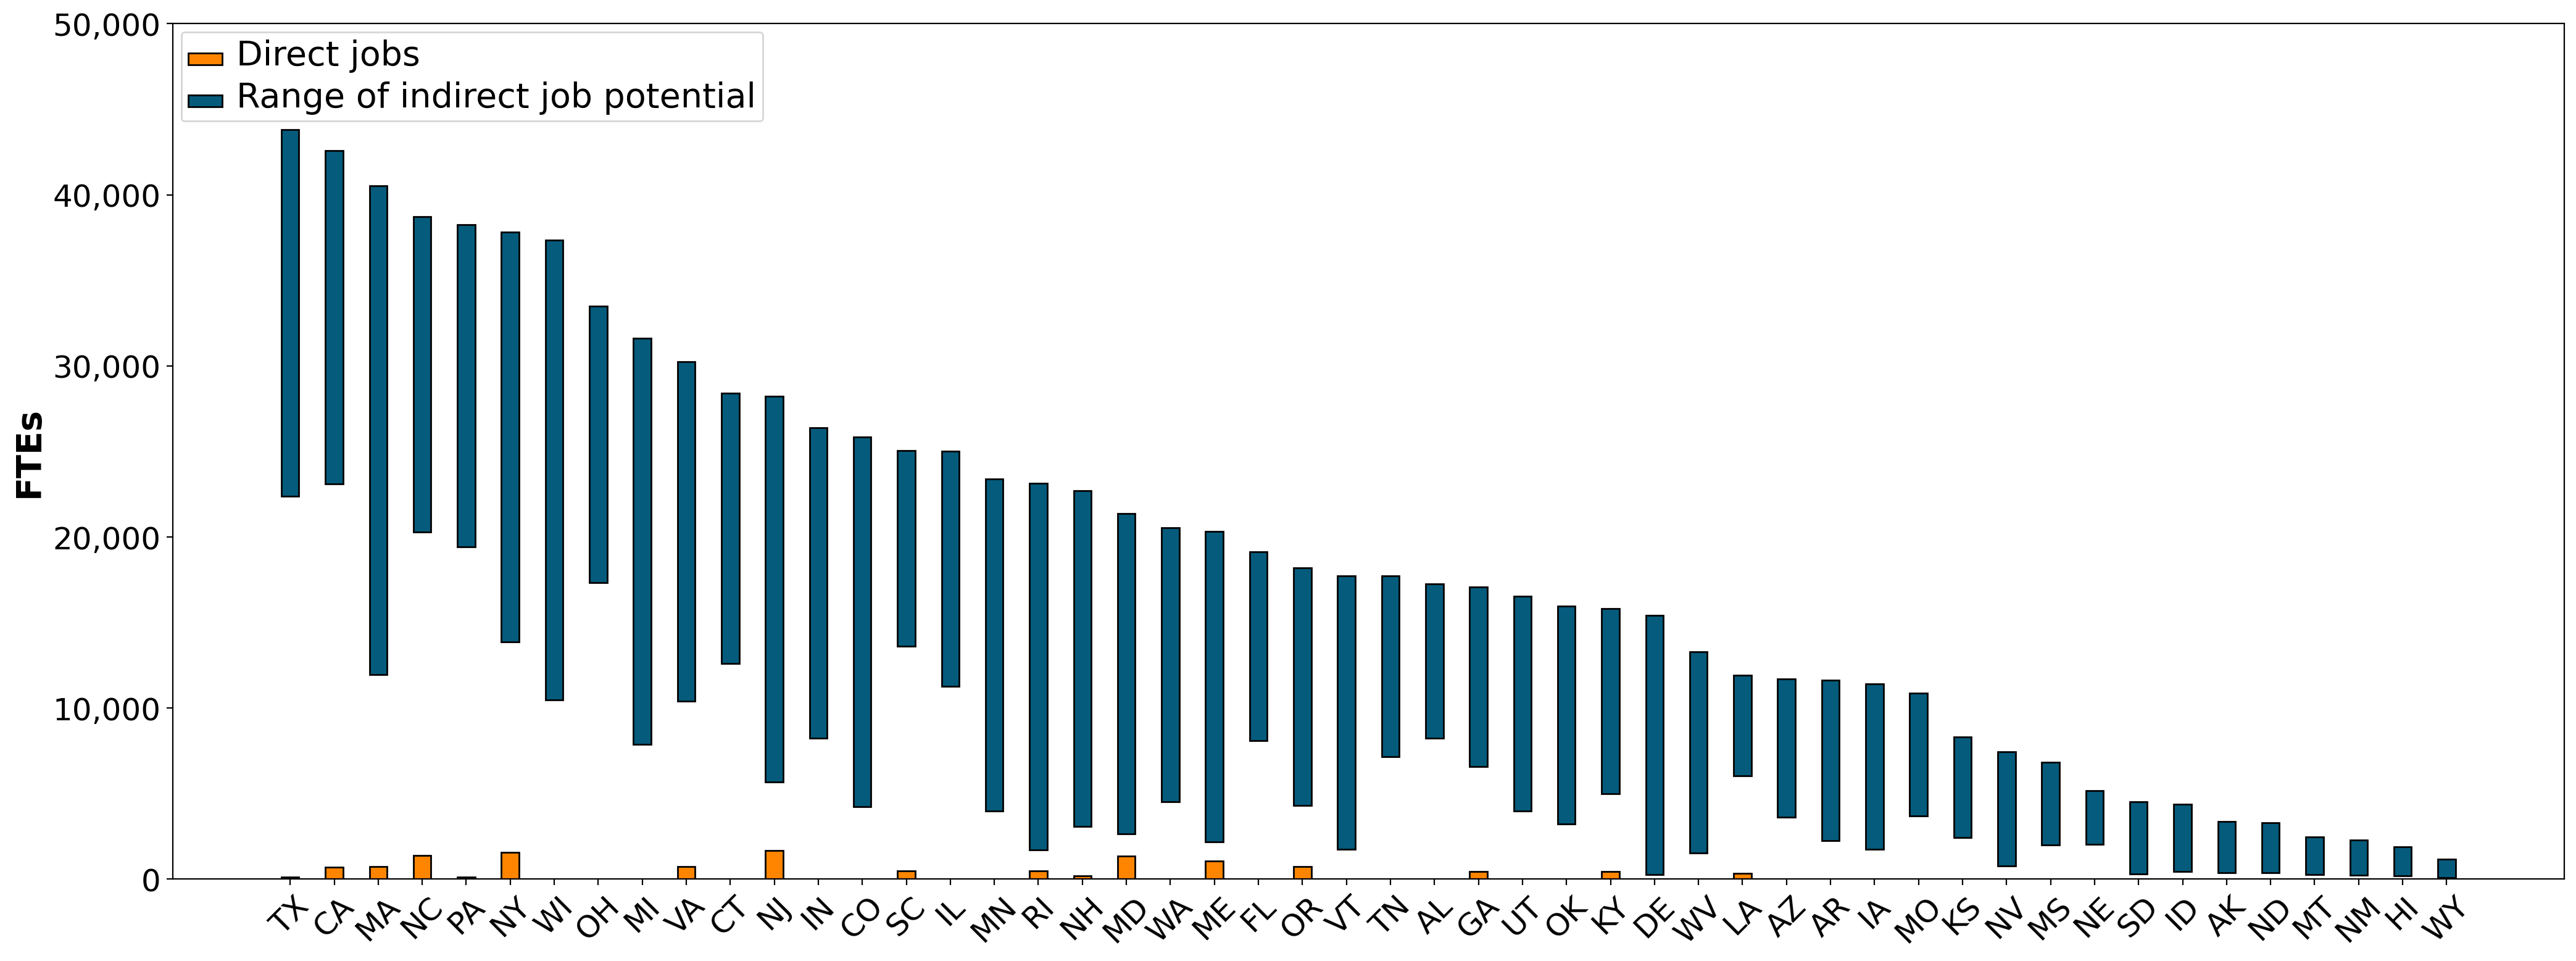 50,000
40,000
30,000
20,000
10,000
0
FTEs
Direct jobs
Range of indirect job potential
TX CA MA NC PA NY WI OH MI VA CT NJ IN CO SC IL MN RI NH MD WA ME FL OR VT TN AL GA UT OK KY DE WV LA AZ AR IA MO KS NV MS NE SD ID AK ND MT NM HI WY